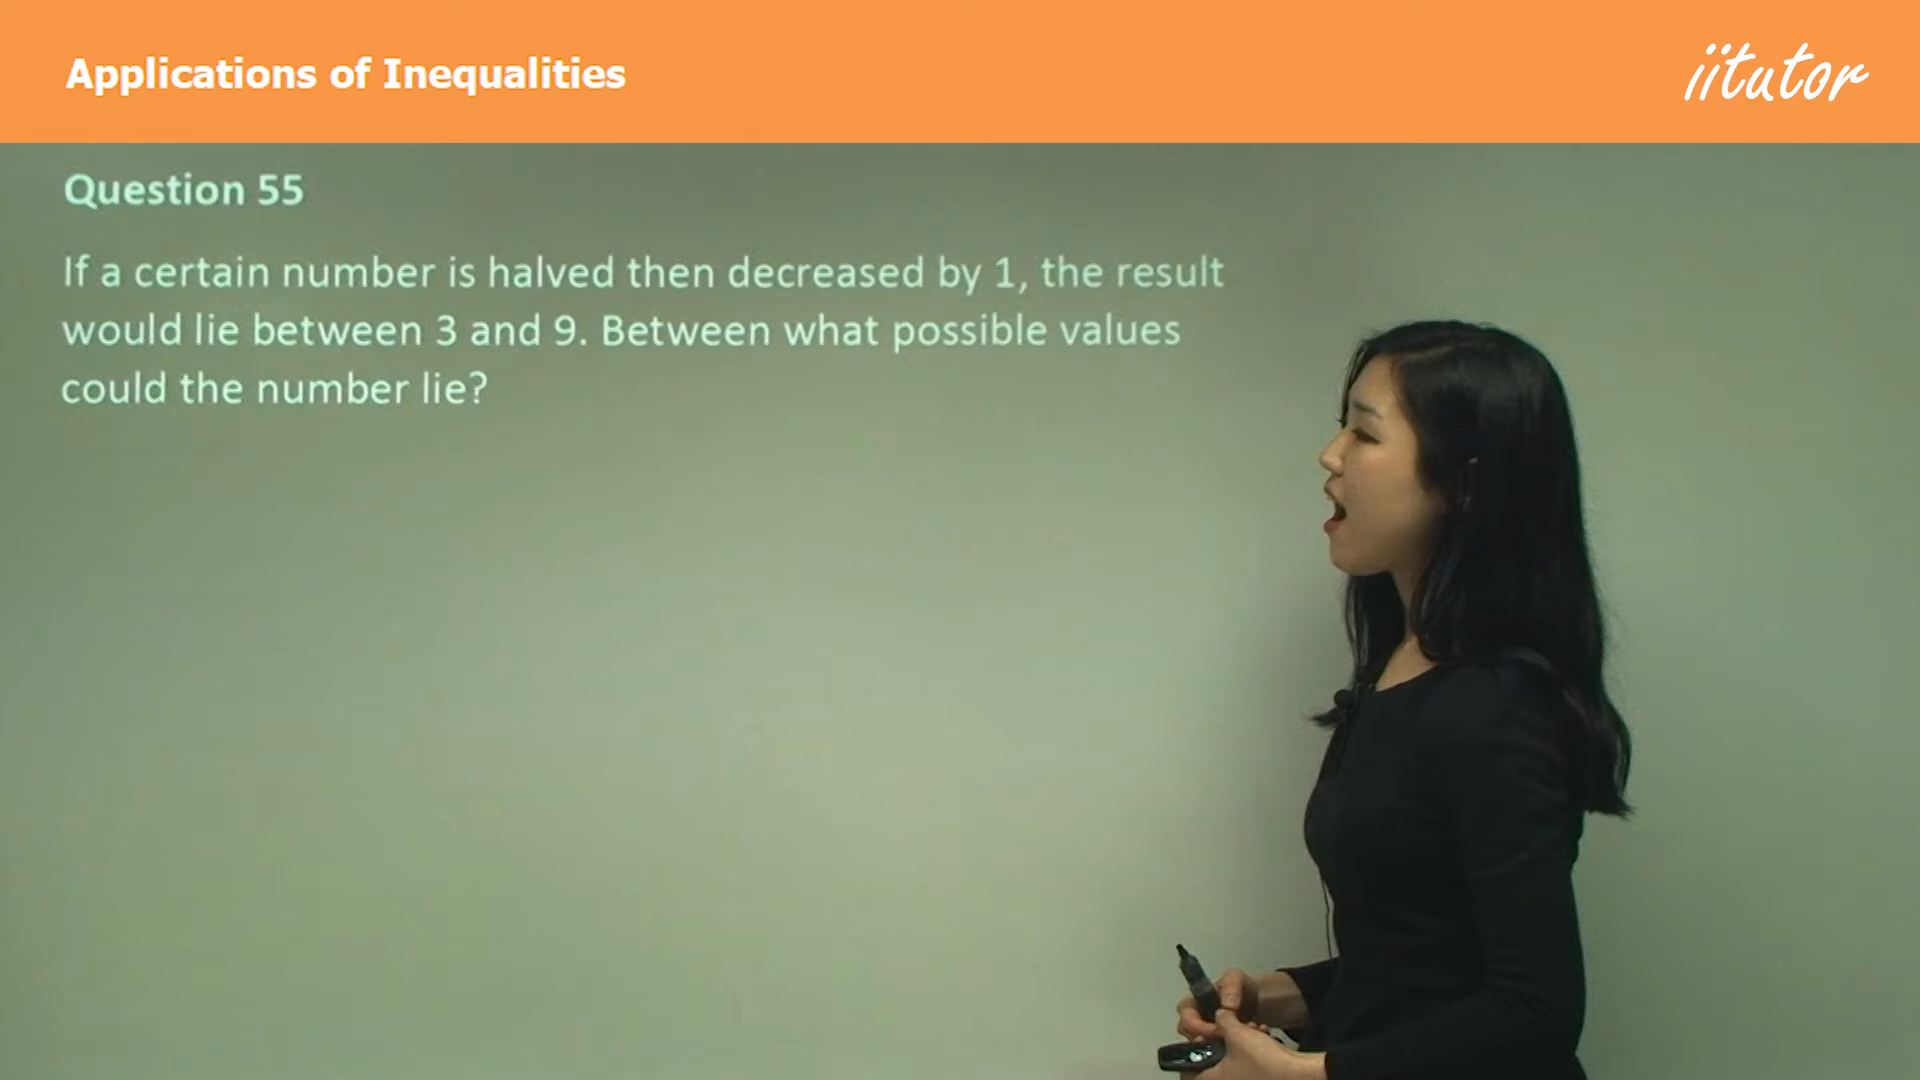 Applications of Inequalities
iitutor
Question 55
If a certain number is halved then decreased by 1, the result
would lie between 3 and 9. Between what possible values
could the number lie?